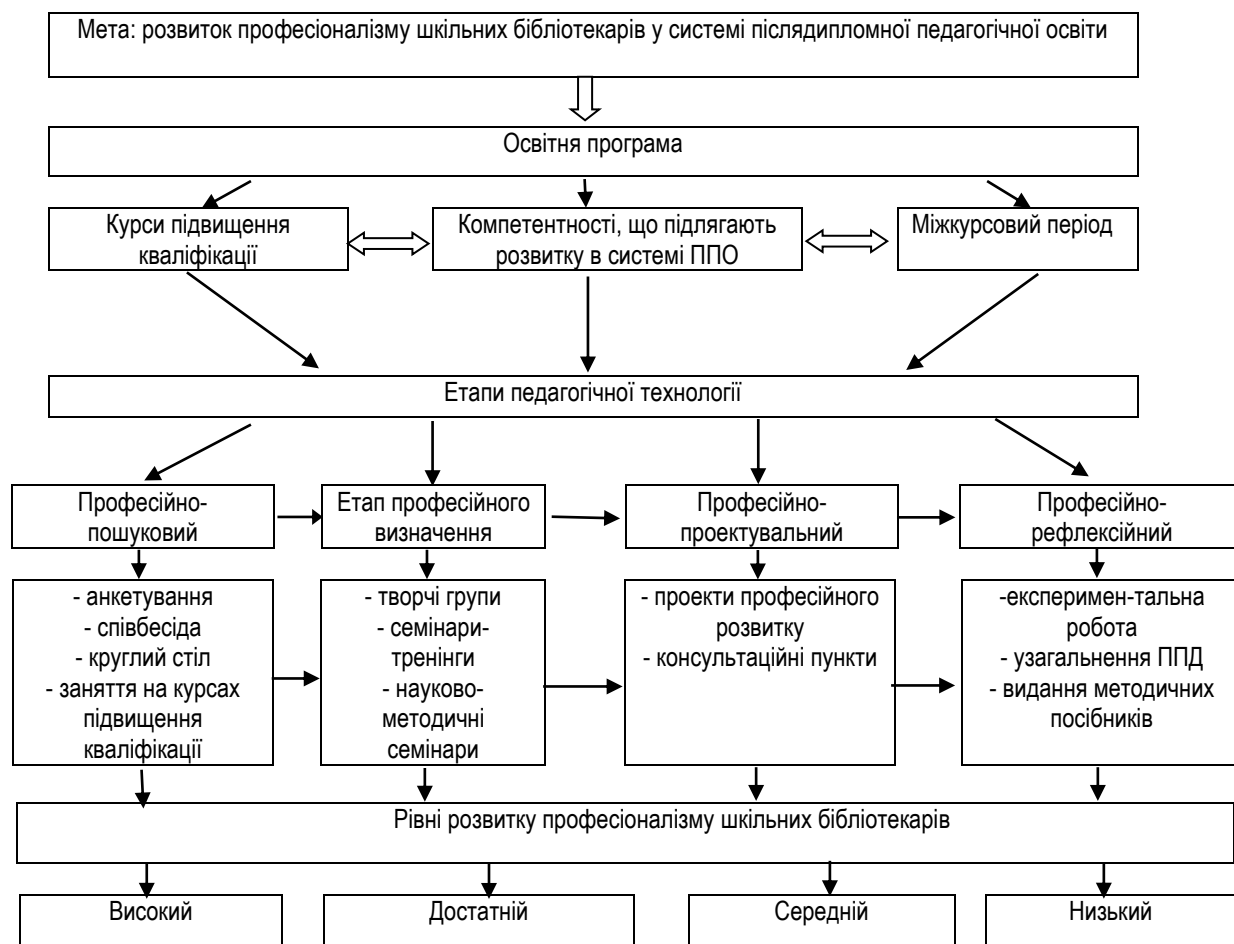 Мета: розвиток професіоналізму шкільних бібліотекарів у системі післядипломної педагогічної освіти
Освітня програма
Курси підвищення
кваліфікації
Компетентності, що підлягають
розвитку в системі ППО
Міжкурсовий період
Етапи педагогічної технології
Професійно-
пошуковий
Етап професійного
визначення
Професійно-
проектувальний
Професійно-
рефлексійний
- анкетування
- співбесіда
- круглий стіл
- заняття на курсах
підвищення
кваліфікації
- творчі групи
- семінари-
тренінги
- науково-
методичні
семінари
- проекти професійного
розвитку
- консультаційні пункти
-експеримен-тальна
робота
- узагальнення ППД
- видання методичних
посібників
Рівні розвитку професіоналізму шкільних бібліотекарів
Високий
Достатній
Середній
Низький